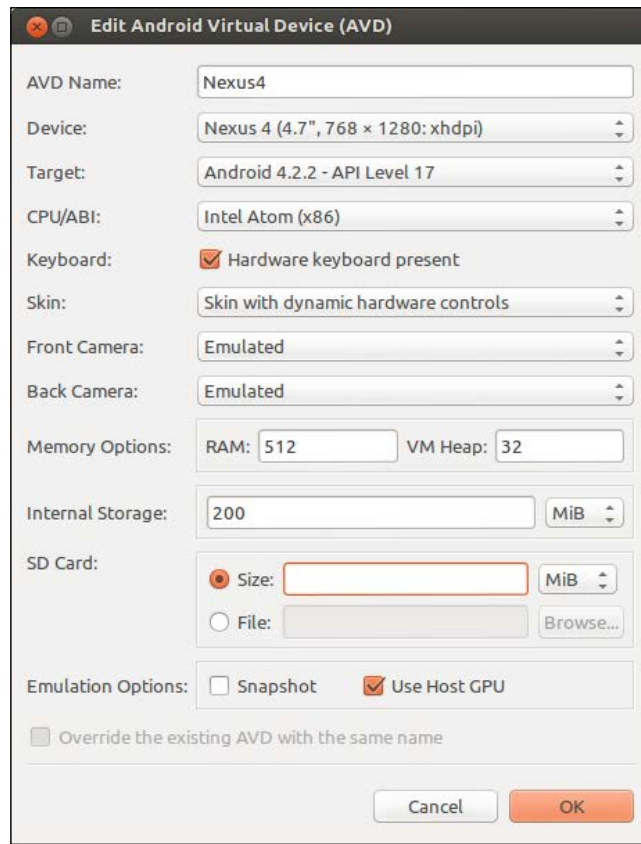 Edit Android Virtual Device (AVD)
AVD Name: Nexus4
Device: Nexus 4 (4.7", 768 × 1280: xhdpi)
Target: Android 4.2.2 - API Level 17
CPU/ABI: Intel Atom (x86)
Keyboard: Hardware keyboard present
Skin: Skin with dynamic hardware controls
Front Camera: Emulated
Back Camera: Emulated
Memory Options: RAM: 512 VM Heap: 32
Internal Storage: 200 MiB
SD Card:
Size: MiB
File: Browse...
Emulation Options: Snapshot Use Host GPU
Override the existing AVD with the same name
Cancel OK